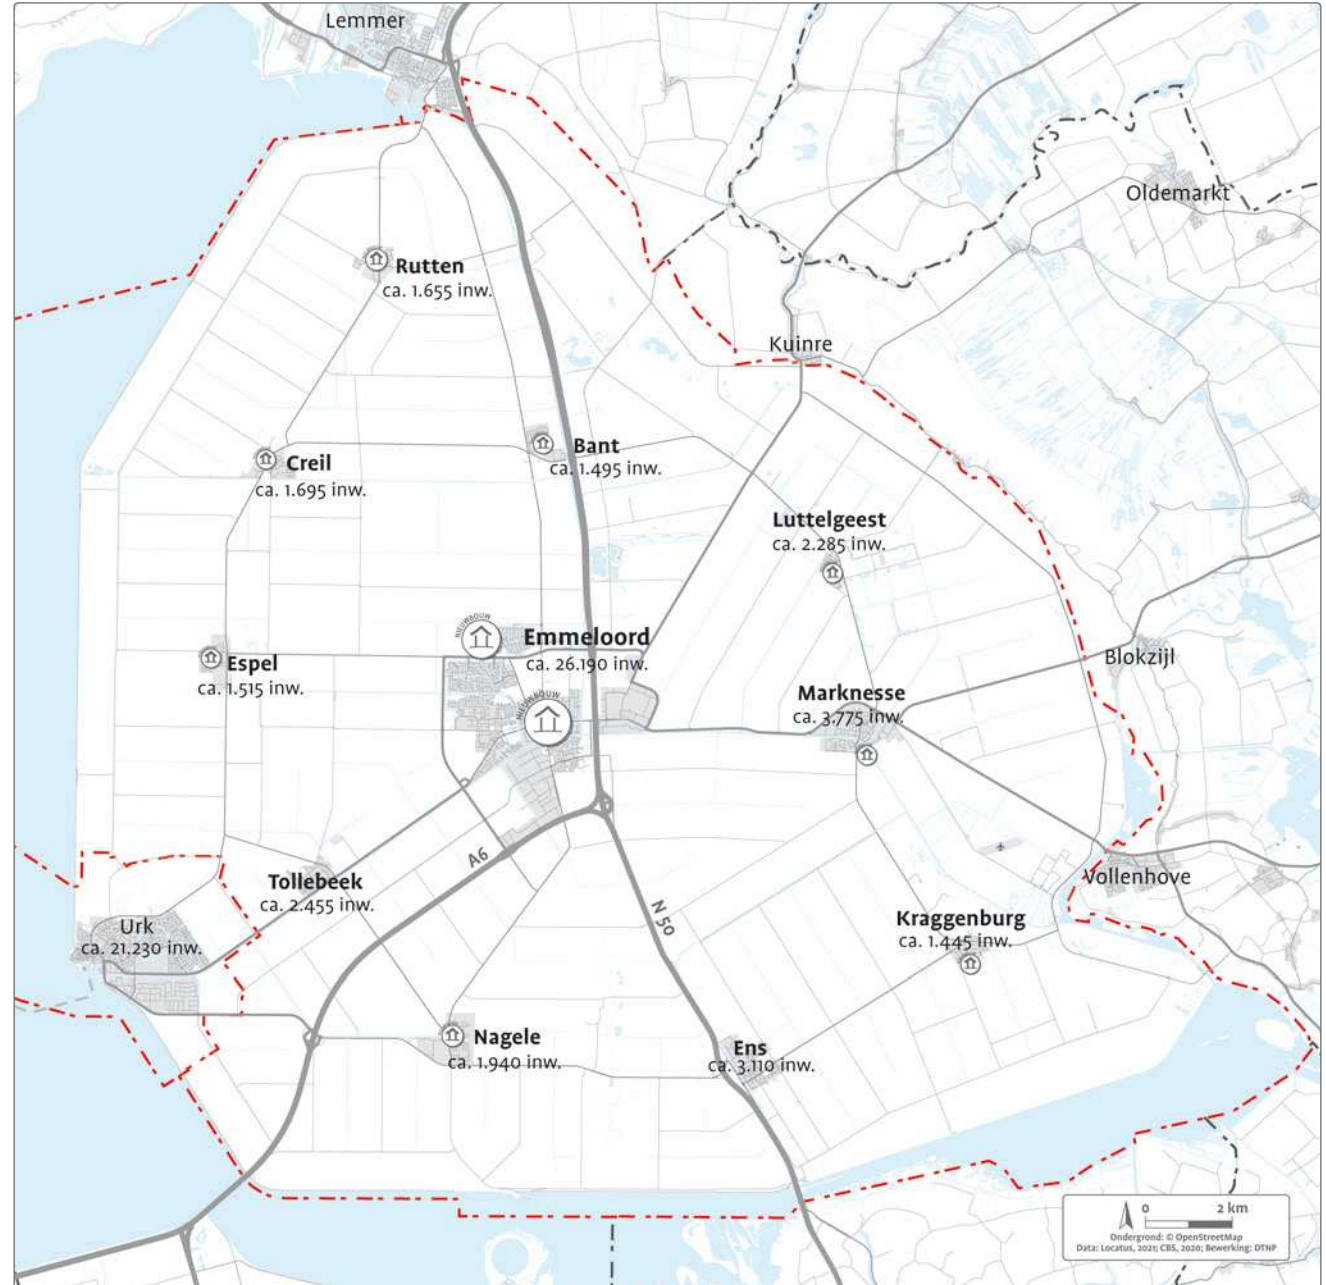 Lemmer
Oldemarkt
Rutten
ca. 1.655 inw.
Kuinre
Bant
ca. 1.495 inw.
Creil
ca. 1.695 inw.
Luttelgeest
ca. 2.285 inw.
NIEUWBOUW
Emmeloord
ca. 26.190 inw.
Espel
ca. 1.515 inw.
Blokzijl
NIEUWBOUW
Marknesse
ca. 3.775 inw.
A6
Tollebeek
ca. 2.455 inw.
Vollenhove
N 50
Urk
ca. 21.230 inw.
Kraggenburg
ca. 1.445 inw.
Nagele
ca. 1.940 inw.
Ens
ca. 3.110 inw.
0 2 km
Ondergrond: © OpenStreetMap
Data: Locatus, 2021; CBS, 2020; Bewerking: DTNP